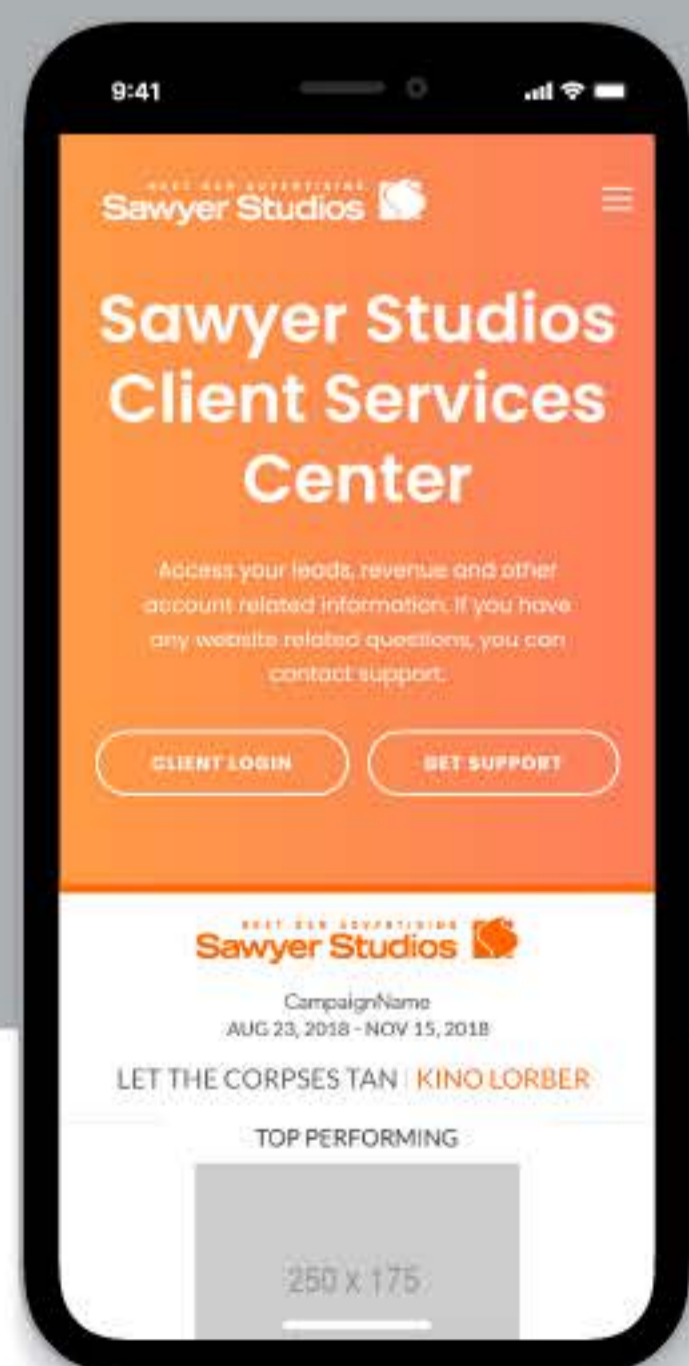 9:41
Sawyer Studios
Sawyer Studios
Client Services
Center
Access your leads, revenue and other
account related information. If you have
any website related questions, you can
contact support.
CLIENT LOGIN
GET SUPPORT
Sawyer Studios
CampaignName
AUG 23, 2018 - NOV 15, 2018
LET THE CORPSES TAN | KINO LORBER
TOP PERFORMING
250 x 175